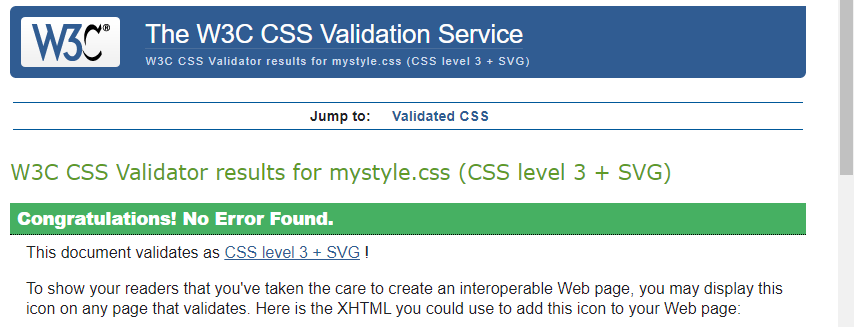 W3C®
The W3C CSS Validation Service
W3C CSS Validator results for mystyle.css (CSS level 3 + SVG)
Jump to: Validated CSS
W3C CSS Validator results for mystyle.css (CSS level 3 + SVG)
Congratulations! No Error Found.
This document validates as CSS level 3 + SVG !
To show your readers that you've taken the care to create an interoperable Web page, you may display this
icon on any page that validates. Here is the XHTML you could use to add this icon to your Web page: